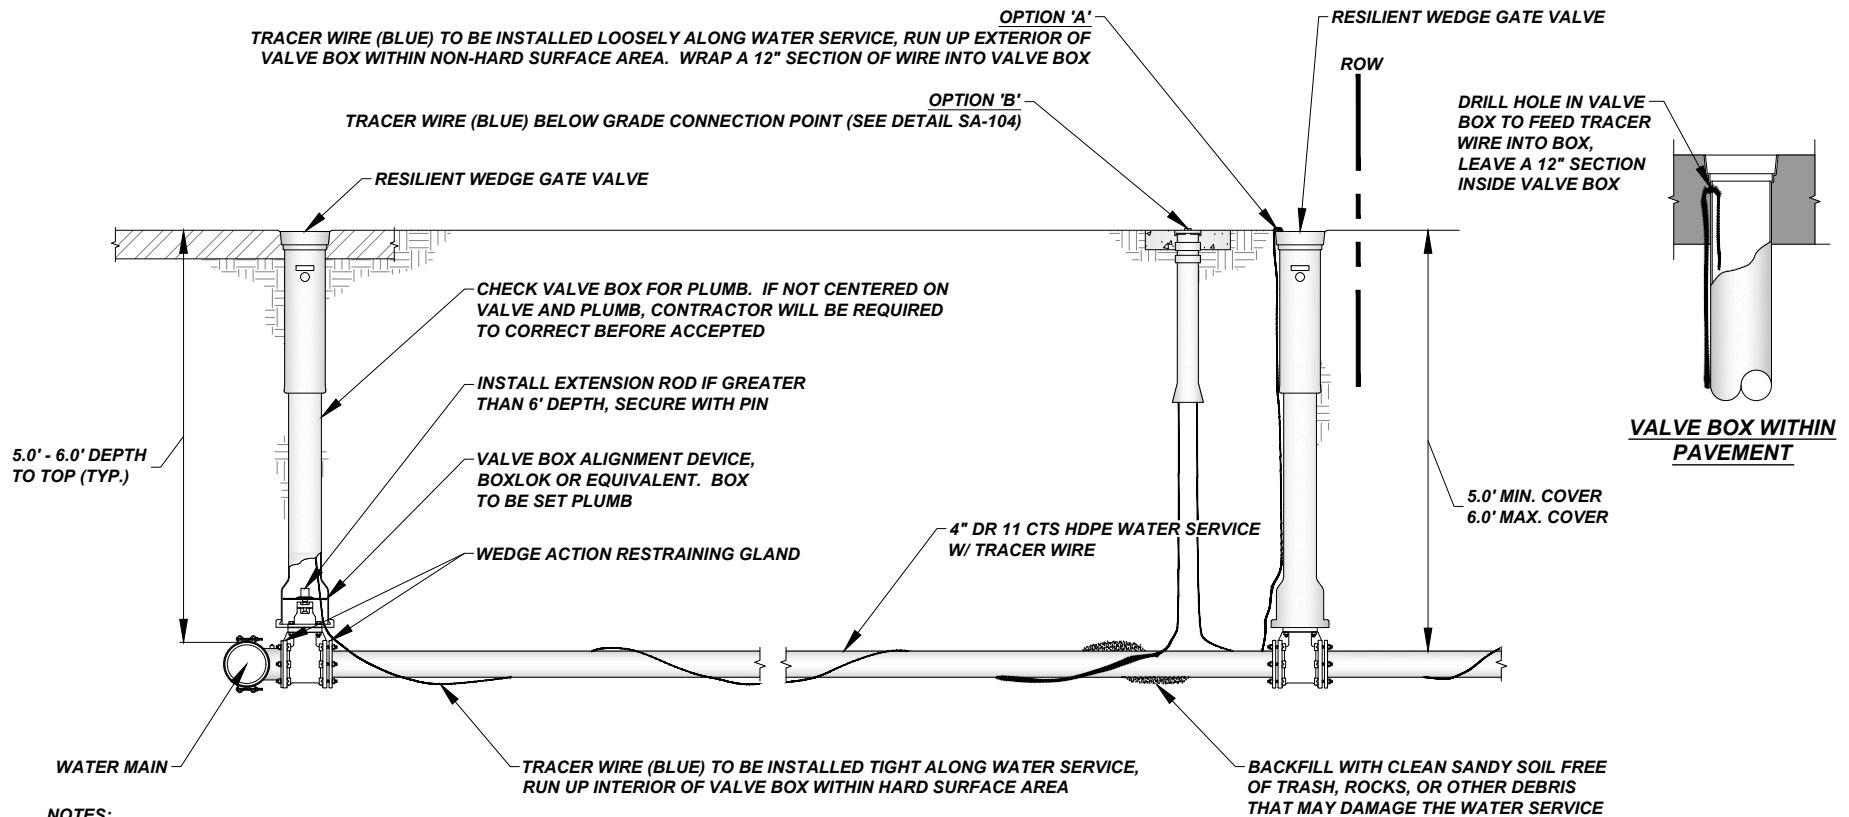 OPTION 'A'
TRACER WIRE (BLUE) TO BE INSTALLED LOOSELY ALONG WATER SERVICE, RUN UP EXTERIOR OF
VALVE BOX WITHIN NON-HARD SURFACE AREA. WRAP A 12" SECTION OF WIRE INTO VALVE BOX
RESILIENT WEDGE GATE VALVE
ROW
OPTION 'B'
TRACER WIRE (BLUE) BELOW GRADE CONNECTION POINT (SEE DETAIL SA-104)
DRILL HOLE IN VALVE
BOX TO FEED TRACER
WIRE INTO BOX,
LEAVE A 12" SECTION
INSIDE VALVE BOX
RESILIENT WEDGE GATE VALVE
CHECK VALVE BOX FOR PLUMB. IF NOT CENTERED ON
VALVE AND PLUMB, CONTRACTOR WILL BE REQUIRED
TO CORRECT BEFORE ACCEPTED
INSTALL EXTENSION ROD IF GREATER
THAN 6' DEPTH, SECURE WITH PIN
VALVE BOX WITHIN
PAVEMENT
5.0' - 6.0' DEPTH
TO TOP (TYP.)
VALVE BOX ALIGNMENT DEVICE,
BOXLOK OR EQUIVALENT. BOX
TO BE SET PLUMB
5.0' MIN. COVER
6.0' MAX. COVER
4" DR 11 CTS HDPE WATER SERVICE
W/ TRACER WIRE
WEDGE ACTION RESTRAINING GLAND
WATER MAIN
TRACER WIRE (BLUE) TO BE INSTALLED TIGHT ALONG WATER SERVICE,
RUN UP INTERIOR OF VALVE BOX WITHIN HARD SURFACE AREA
BACKFILL WITH CLEAN SANDY SOIL FREE
OF TRASH, ROCKS, OR OTHER DEBRIS
THAT MAY DAMAGE THE WATER SERVICE
NOTES: